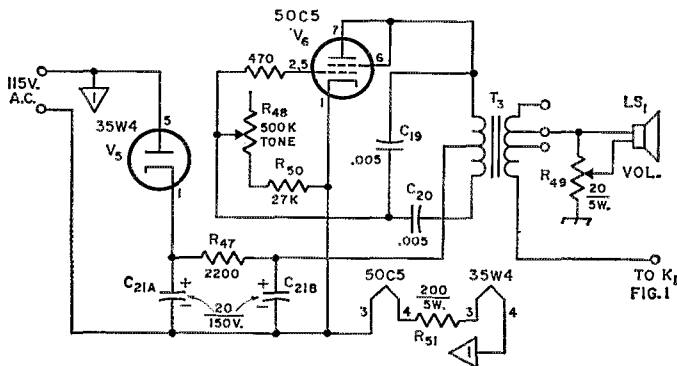 50C5
V6
7
6
2,5
1
470
115V.
A.C.
1
35W4
V5
5
1
R48
500K
TONE
R50
27K
C19
.005
C20
.005
T3
LS1
VOL.
R49
20
5W.
R47
2200
C21A
+
–
20
150V.
+
–
C21B
50C5
3
4
200
5W.
R51
35W4
3
4
1
TO K1
FIG.1